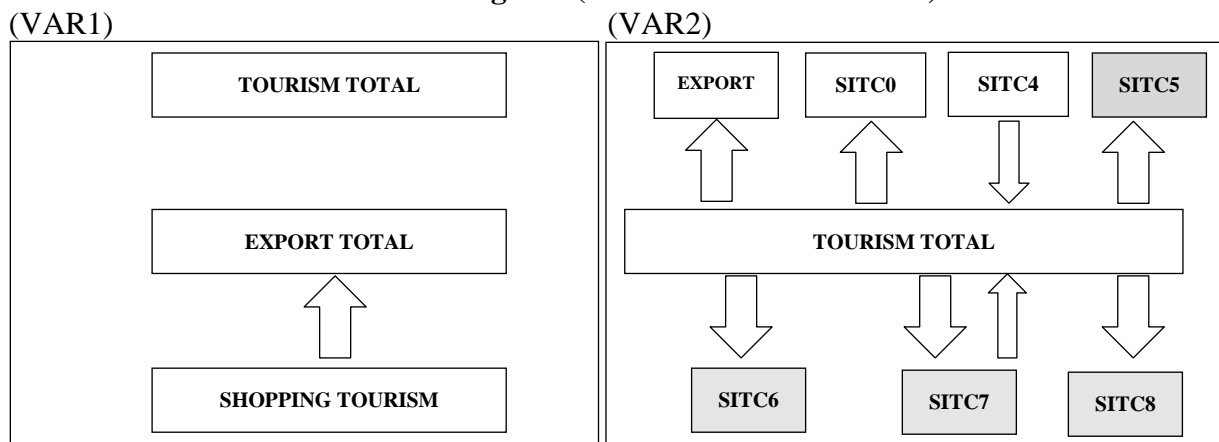 (VAR1)
(VAR2)
TOURISM TOTAL
EXPORT TOTAL
SHOPPING TOURISM
EXPORT
SITC0
SITC4
SITC5
TOURISM TOTAL
SITC6
SITC7
SITC8